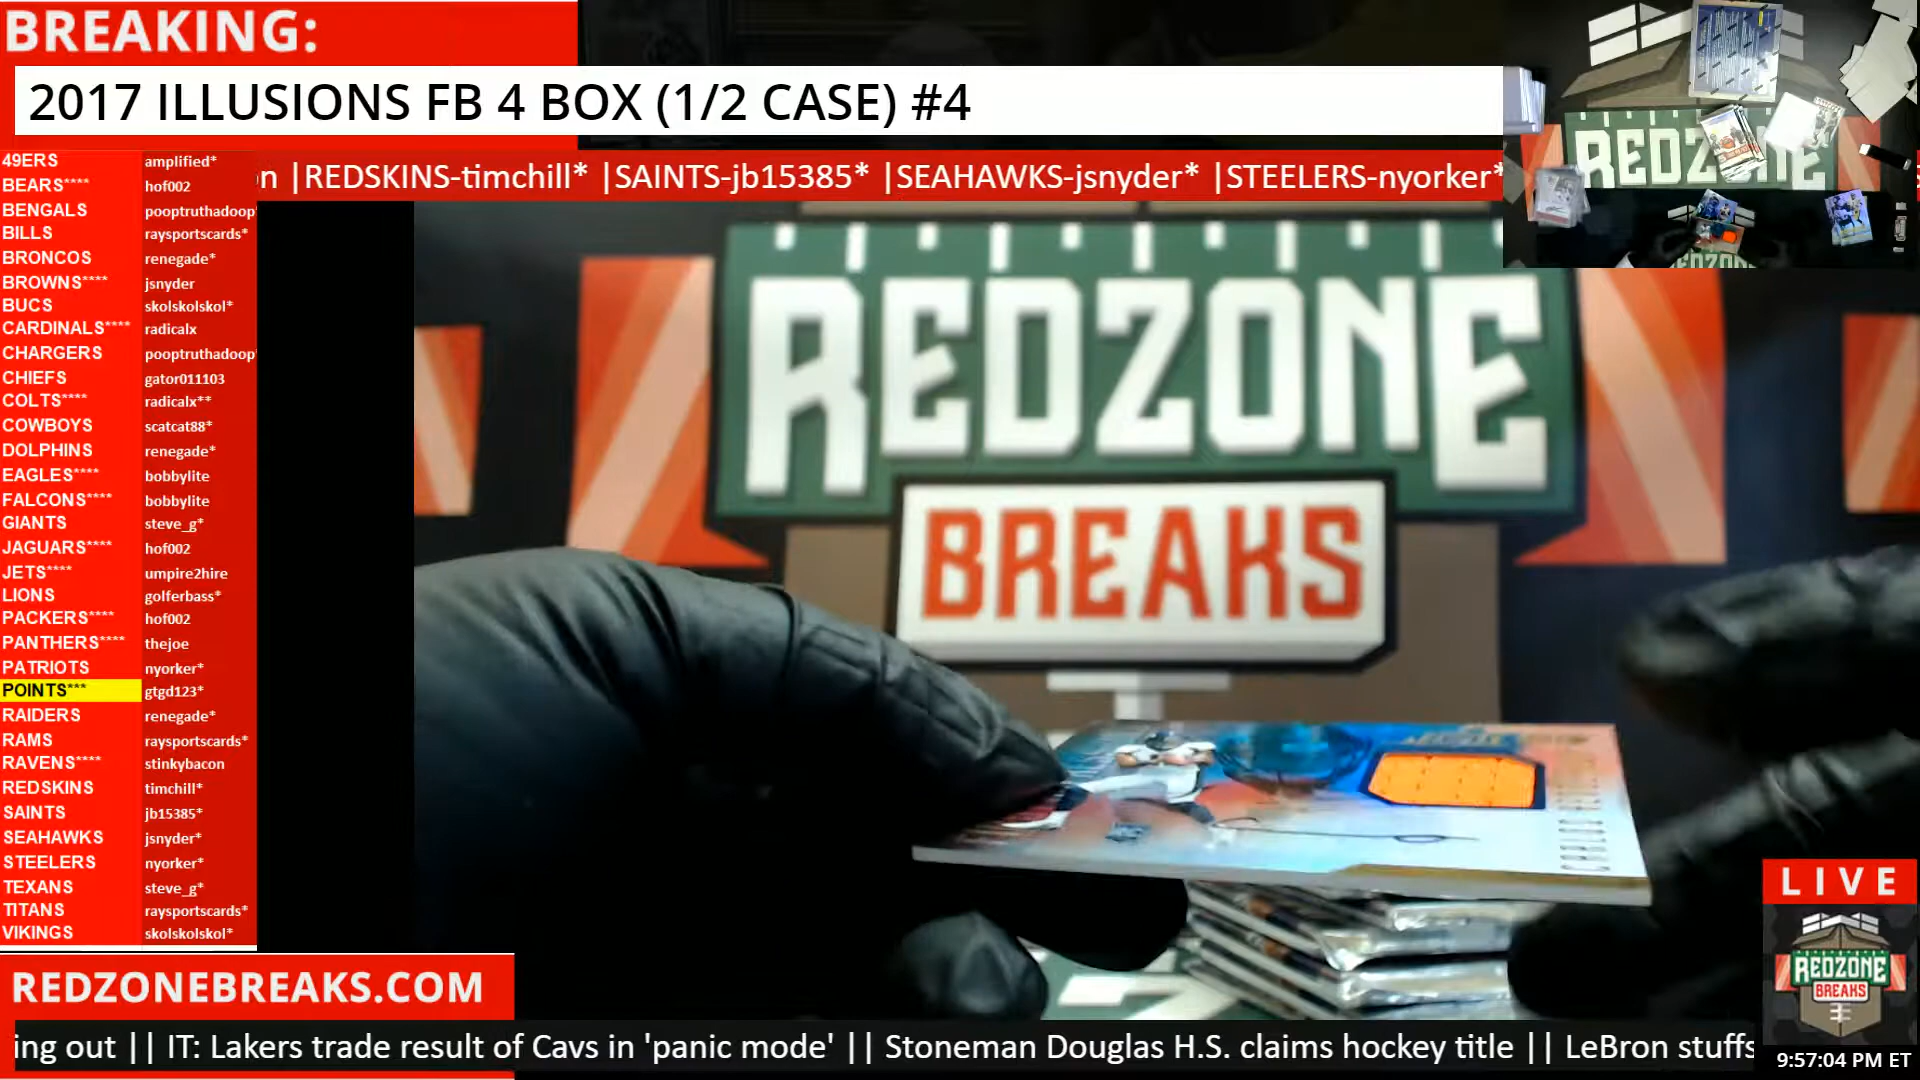 BREAKING:
2017 ILLUSIONS FB 4 BOX (1/2 CASE) #4
n |REDSKINS-timchill* |SAINTS-jb15385* |SEAHAWKS-jsnyder* |STEELERS-nyorker*
49ERS amplified*
BEARS**** hof002
BENGALS pooptruthadoop
BILLS raysportscards*
BRONCOS renegade*
BROWNS**** jsnyder
BUCS skolskolskol*
CARDINALS**** radicalx
CHARGERS pooptruthadoop
CHIEFS gator011103
COLTS**** radicalx**
COWBOYS scatcat88*
DOLPHINS renegade*
EAGLES**** bobbylite
FALCONS**** bobbylite
GIANTS steve_g*
JAGUARS**** hof002
JETS**** umpire2hire
LIONS golferbass*
PACKERS**** hof002
PANTHERS**** thejoe
PATRIOTS nyorker*
POINTS*** gtgd123*
RAIDERS renegade*
RAMS raysportscards*
RAVENS**** stinkybacon
REDSKINS timchill*
SAINTS jb15385*
SEAHAWKS jsnyder*
STEELERS nyorker*
TEXANS steve_g*
TITANS raysportscards*
VIKINGS skolskolskol*
REDZONE
REDZONE
BREAKS
LIVE
REDZONE
BREAKS
REDZONEBREAKS.COM
ing out || IT: Lakers trade result of Cavs in 'panic mode' || Stoneman Douglas H.S. claims hockey title || LeBron stuffs
9:57:04 PM ET